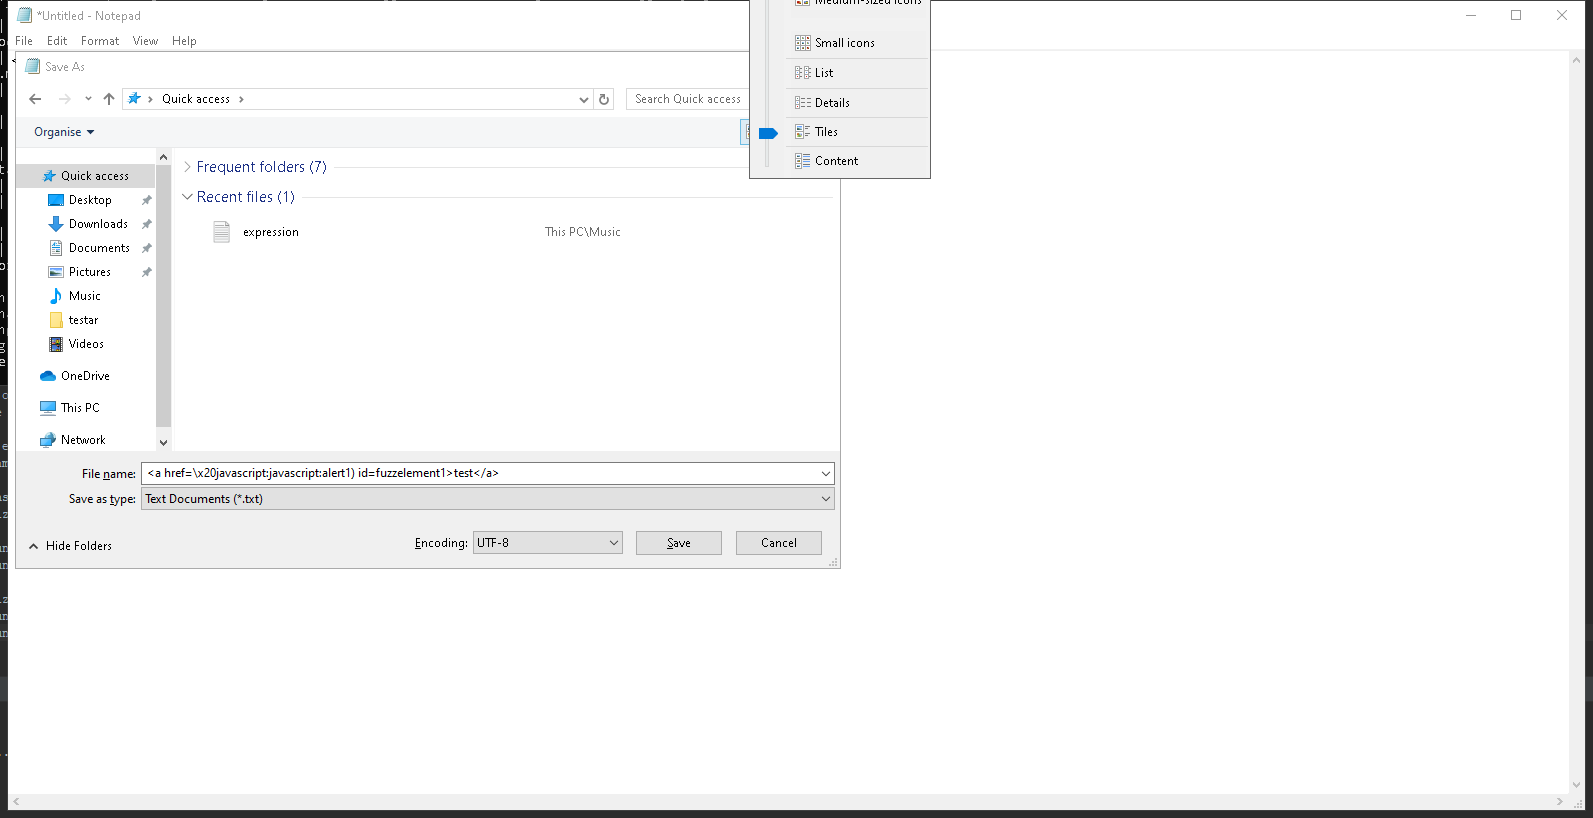 *Untitled - Notepad
File Edit Format View Help
Save As
Quick access
Search Quick access
Organise
Small icons
List
Details
Tiles
Content
Quick access
Desktop
Downloads
Documents
Pictures
Music
testar
Videos
OneDrive
This PC
Network
Frequent folders (7)
Recent files (1)
expression This PC\Music
File name: <a href=\x20javascript:javascript:alert1) id=fuzzelement1>test</a>
Save as type: Text Documents (*.txt)
Hide Folders
Encoding: UTF-8 Save Cancel